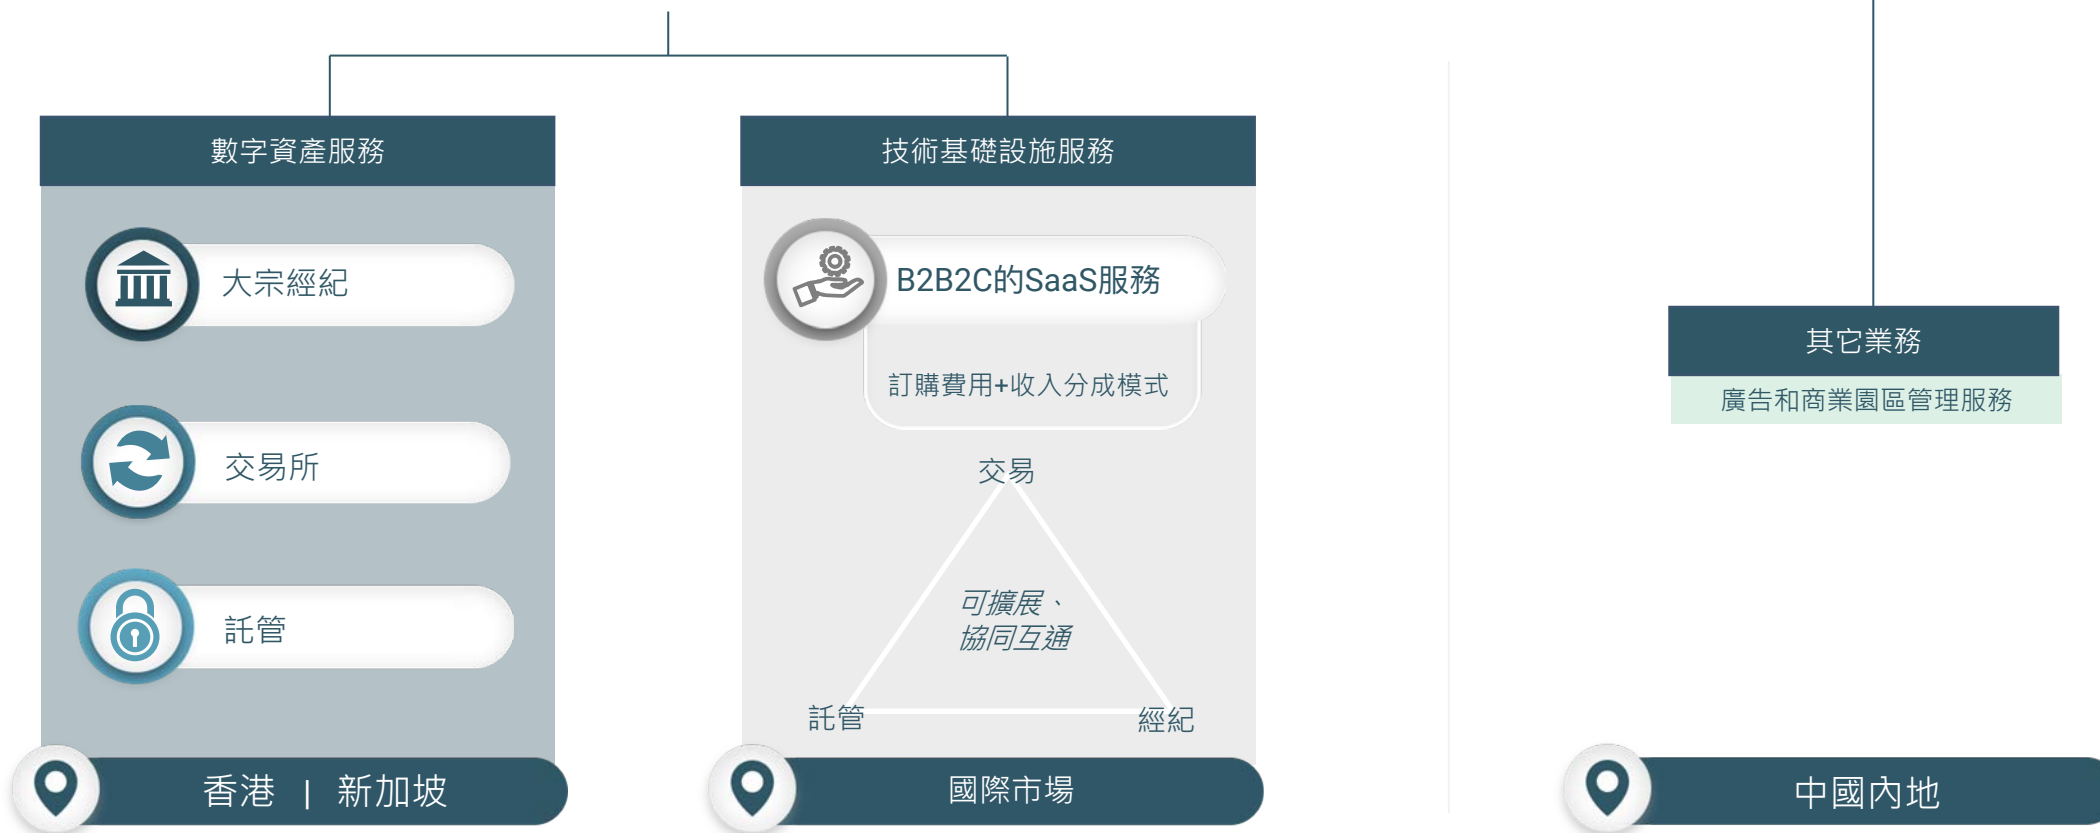 數字資產服務
大宗經紀
交易所
託管
香港 | 新加坡
技術基礎設施服務
B2B2C的SaaS服務
訂購費用+收入分成模式
交易
可擴展、
協同互通
託管
經紀
國際市場
其它業務
廣告和商業園區管理服務
中國內地